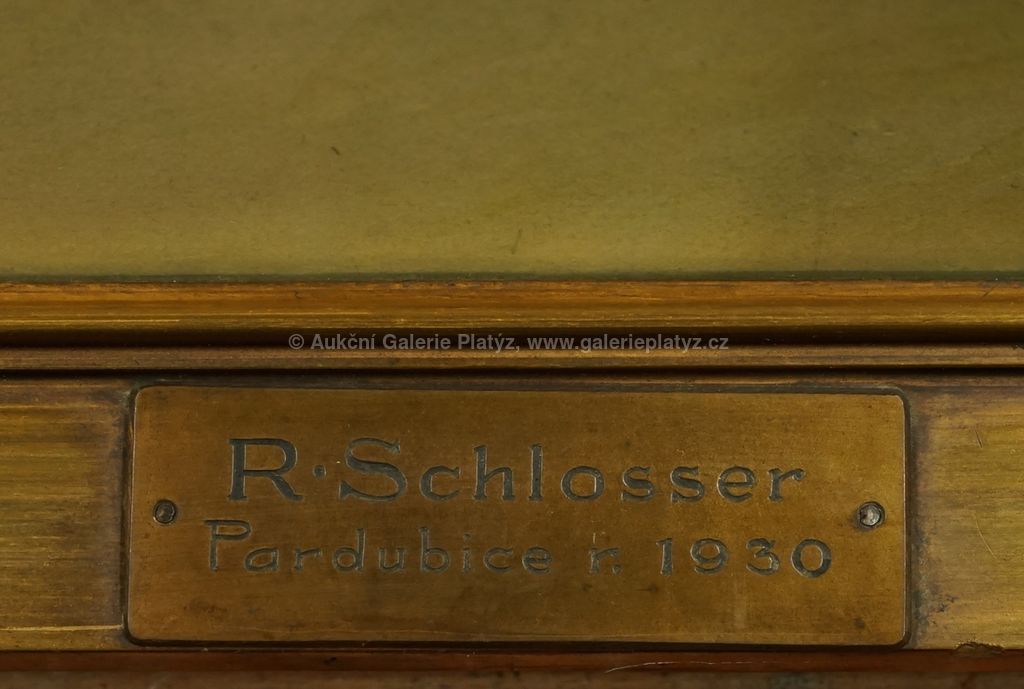 © Aukční Galerie Platýz, www.galerieplatyz.cz
R·Schlosser
Pardubice r. 1930